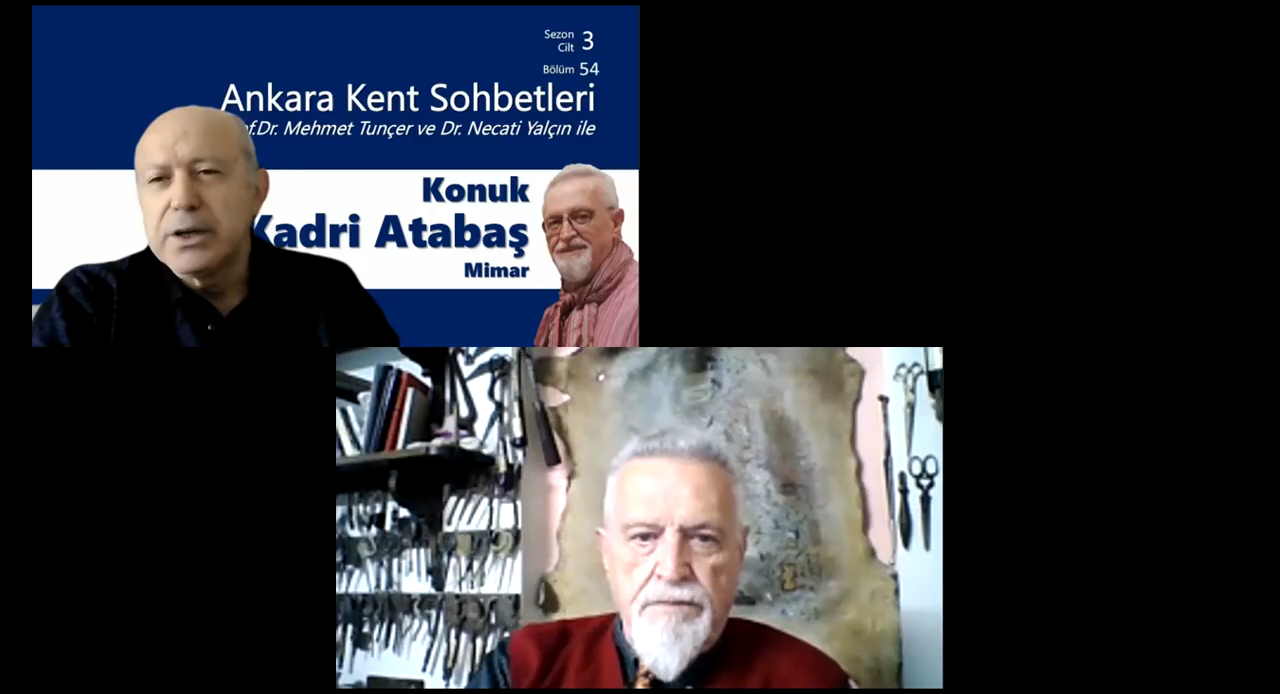 Sezon
Cilt 3
Bölüm 54
Ankara Kent Sohbetleri
Mehmet Tunçer ve Dr. Necati Yalçın ile
Konuk
Kadri Atabaş
Mimar